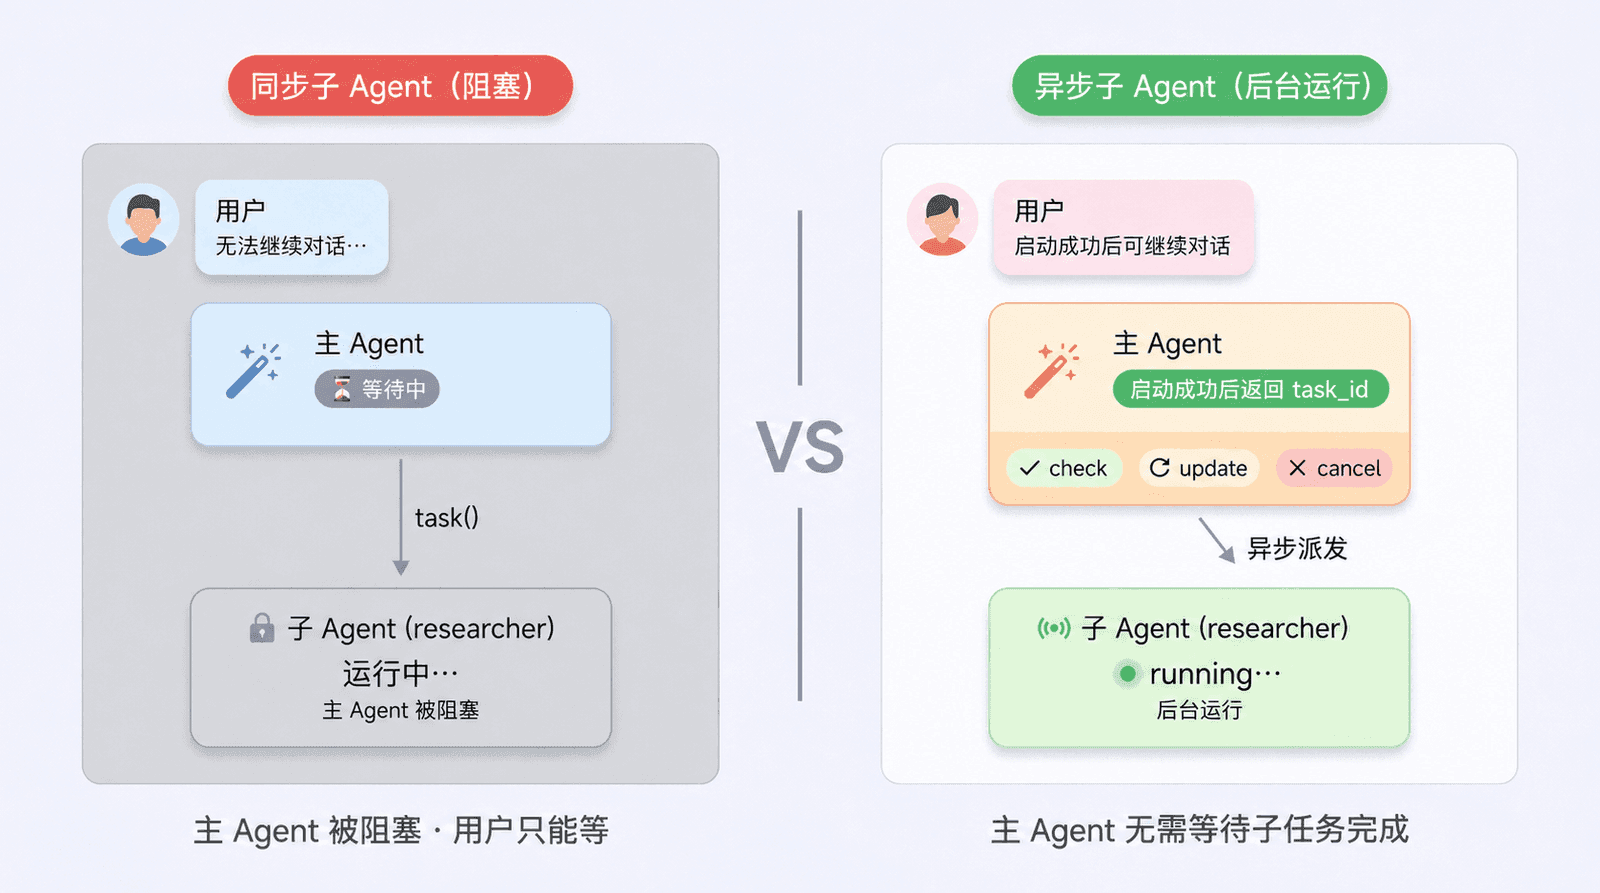 同步子 Agent（阻塞）
用户
无法继续对话…
主 Agent
等待中
task()
子 Agent (researcher)
运行中…
主 Agent 被阻塞
主 Agent 被阻塞 · 用户只能等
VS
异步子 Agent（后台运行）
用户
启动成功后可继续对话
主 Agent
启动成功后返回 task_id
check
update
cancel
异步派发
子 Agent (researcher)
running…
后台运行
主 Agent 无需等待子任务完成